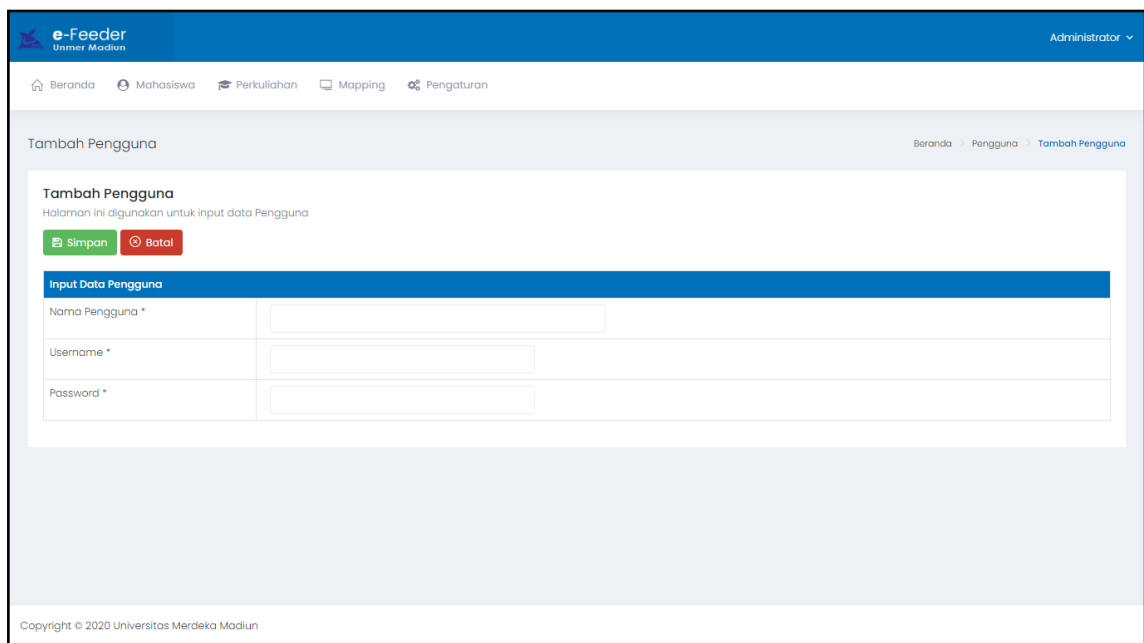 e-Feeder
Unmer Madiun
Administrator
Beranda Mahasiswa Perkuliahan Mapping Pengaturan
Tambah Pengguna
Beranda > Pengguna > Tambah Pengguna
Tambah Pengguna
Halaman ini digunakan untuk input data Pengguna
Simpan Batal
Input Data Pengguna
Nama Pengguna *
Username *
Password *
Copyright © 2020 Universitas Merdeka Madiun